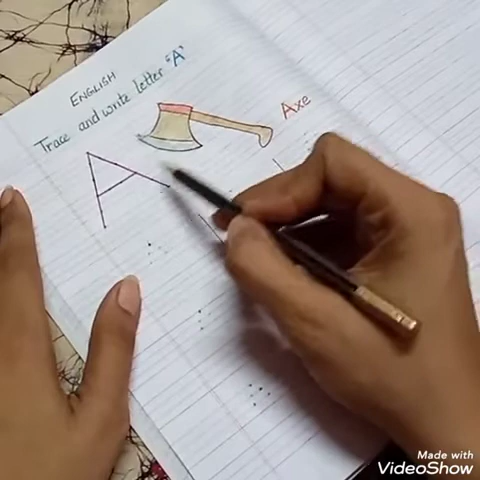 ENGLISH
Trace and write letter "A"
Axe
A
Made with
VideoShow